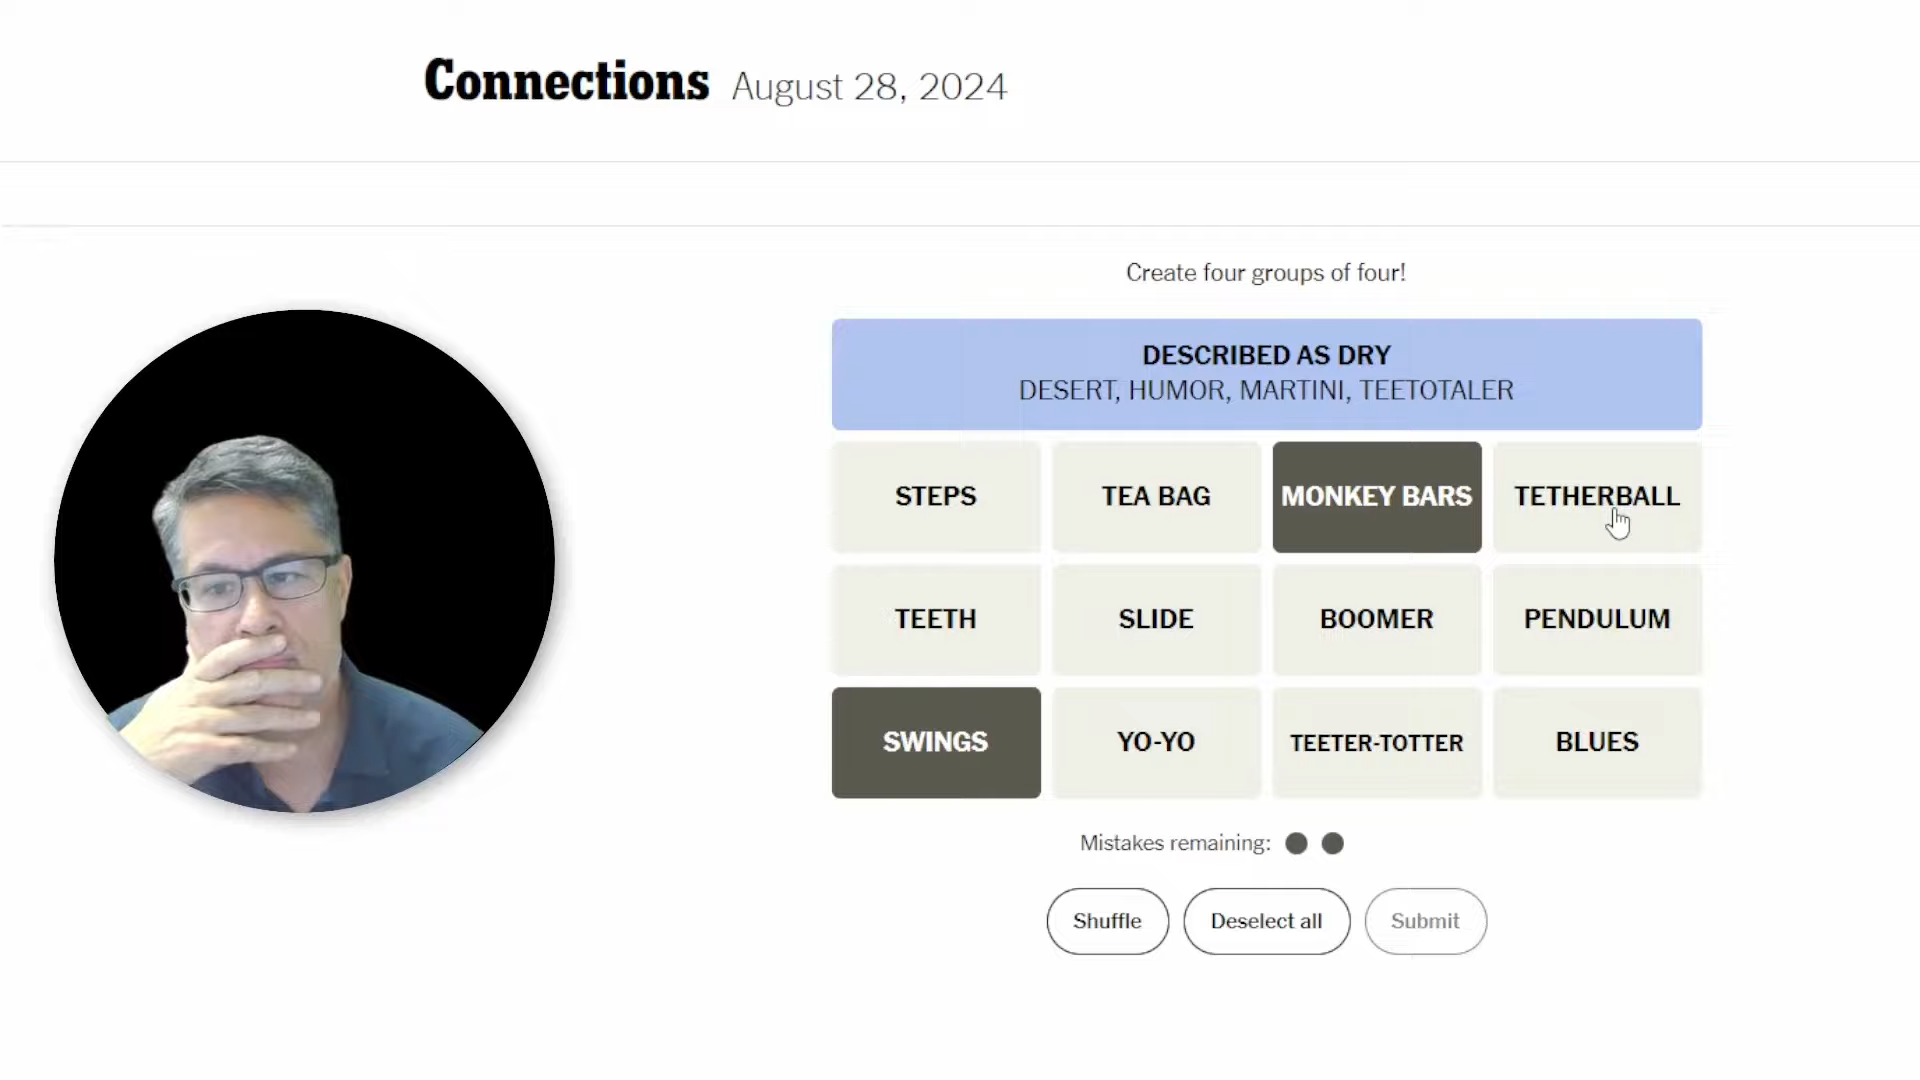 Connections August 28, 2024
Create four groups of four!
DESCRIBED AS DRY
DESERT, HUMOR, MARTINI, TEETOTALER
STEPS TEA BAG MONKEY BARS TETHERBALL
TEETH SLIDE BOOMER PENDULUM
SWINGS YO-YO TEETER-TOTTER BLUES
Mistakes remaining:
Shuffle Deselect all Submit